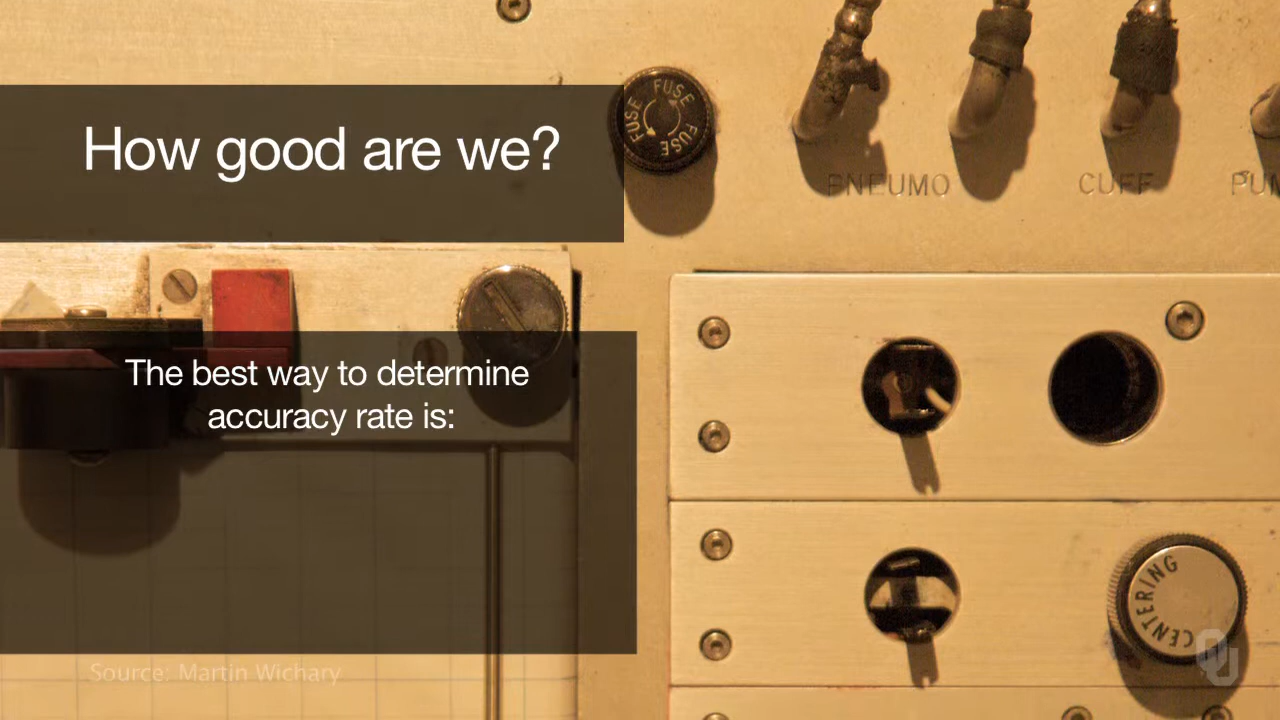 How good are we?
FUSE FUSE FUSE
PNEUMO
CUFF
The best way to determine
accuracy rate is:
CENTERING
Source: Martin Wichary
OU